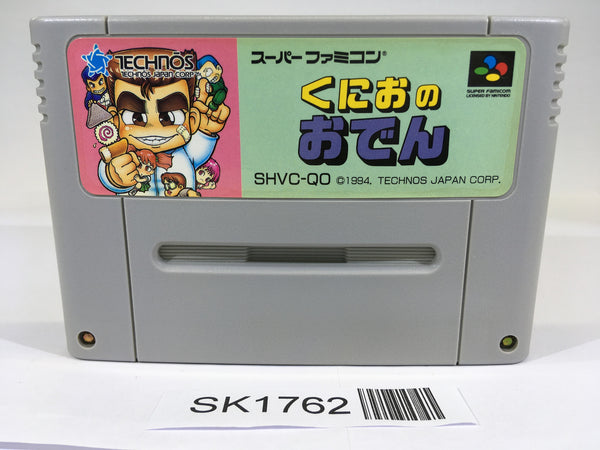 TECHNŌS
TECHNOS JAPAN CORP.
スーパーファミコン®
SUPER FAMICOM
LICENSED BY NINTENDO
くにおの
おでん
SHVC-QO ©1994. TECHNOS JAPAN CORP.
SK1762